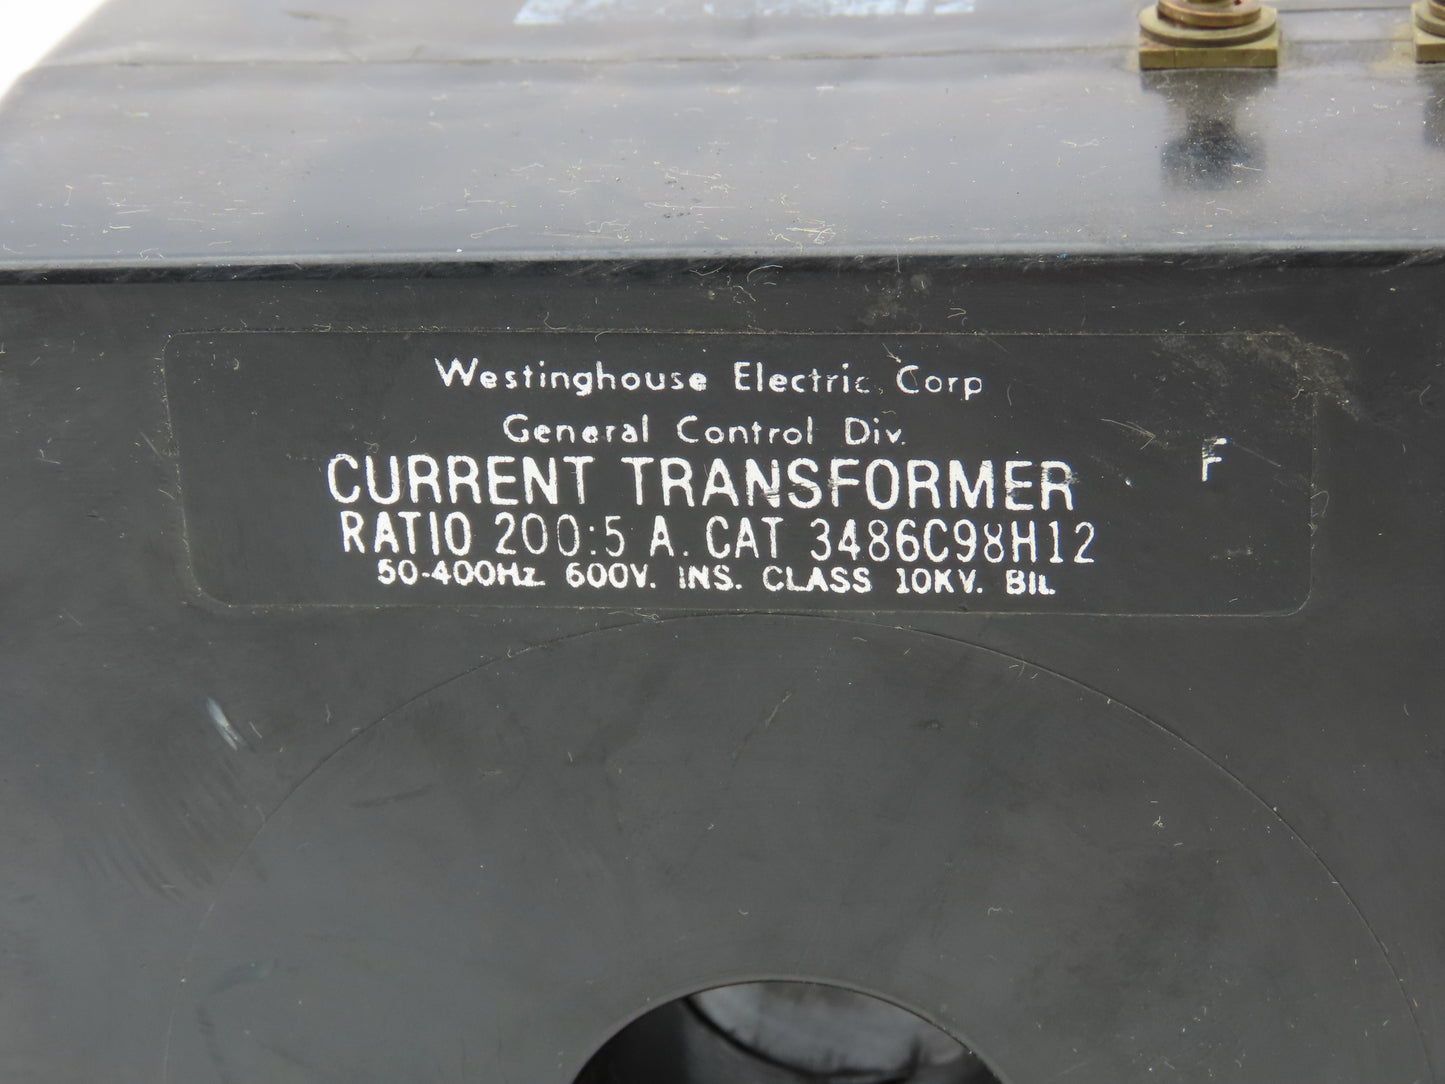 Westinghouse Electric Corp
General Control Div.
CURRENT TRANSFORMER
F
RATIO 200:5 A. CAT 3486C98H12
50-400Hz 600V. INS. CLASS 10KV. BIL